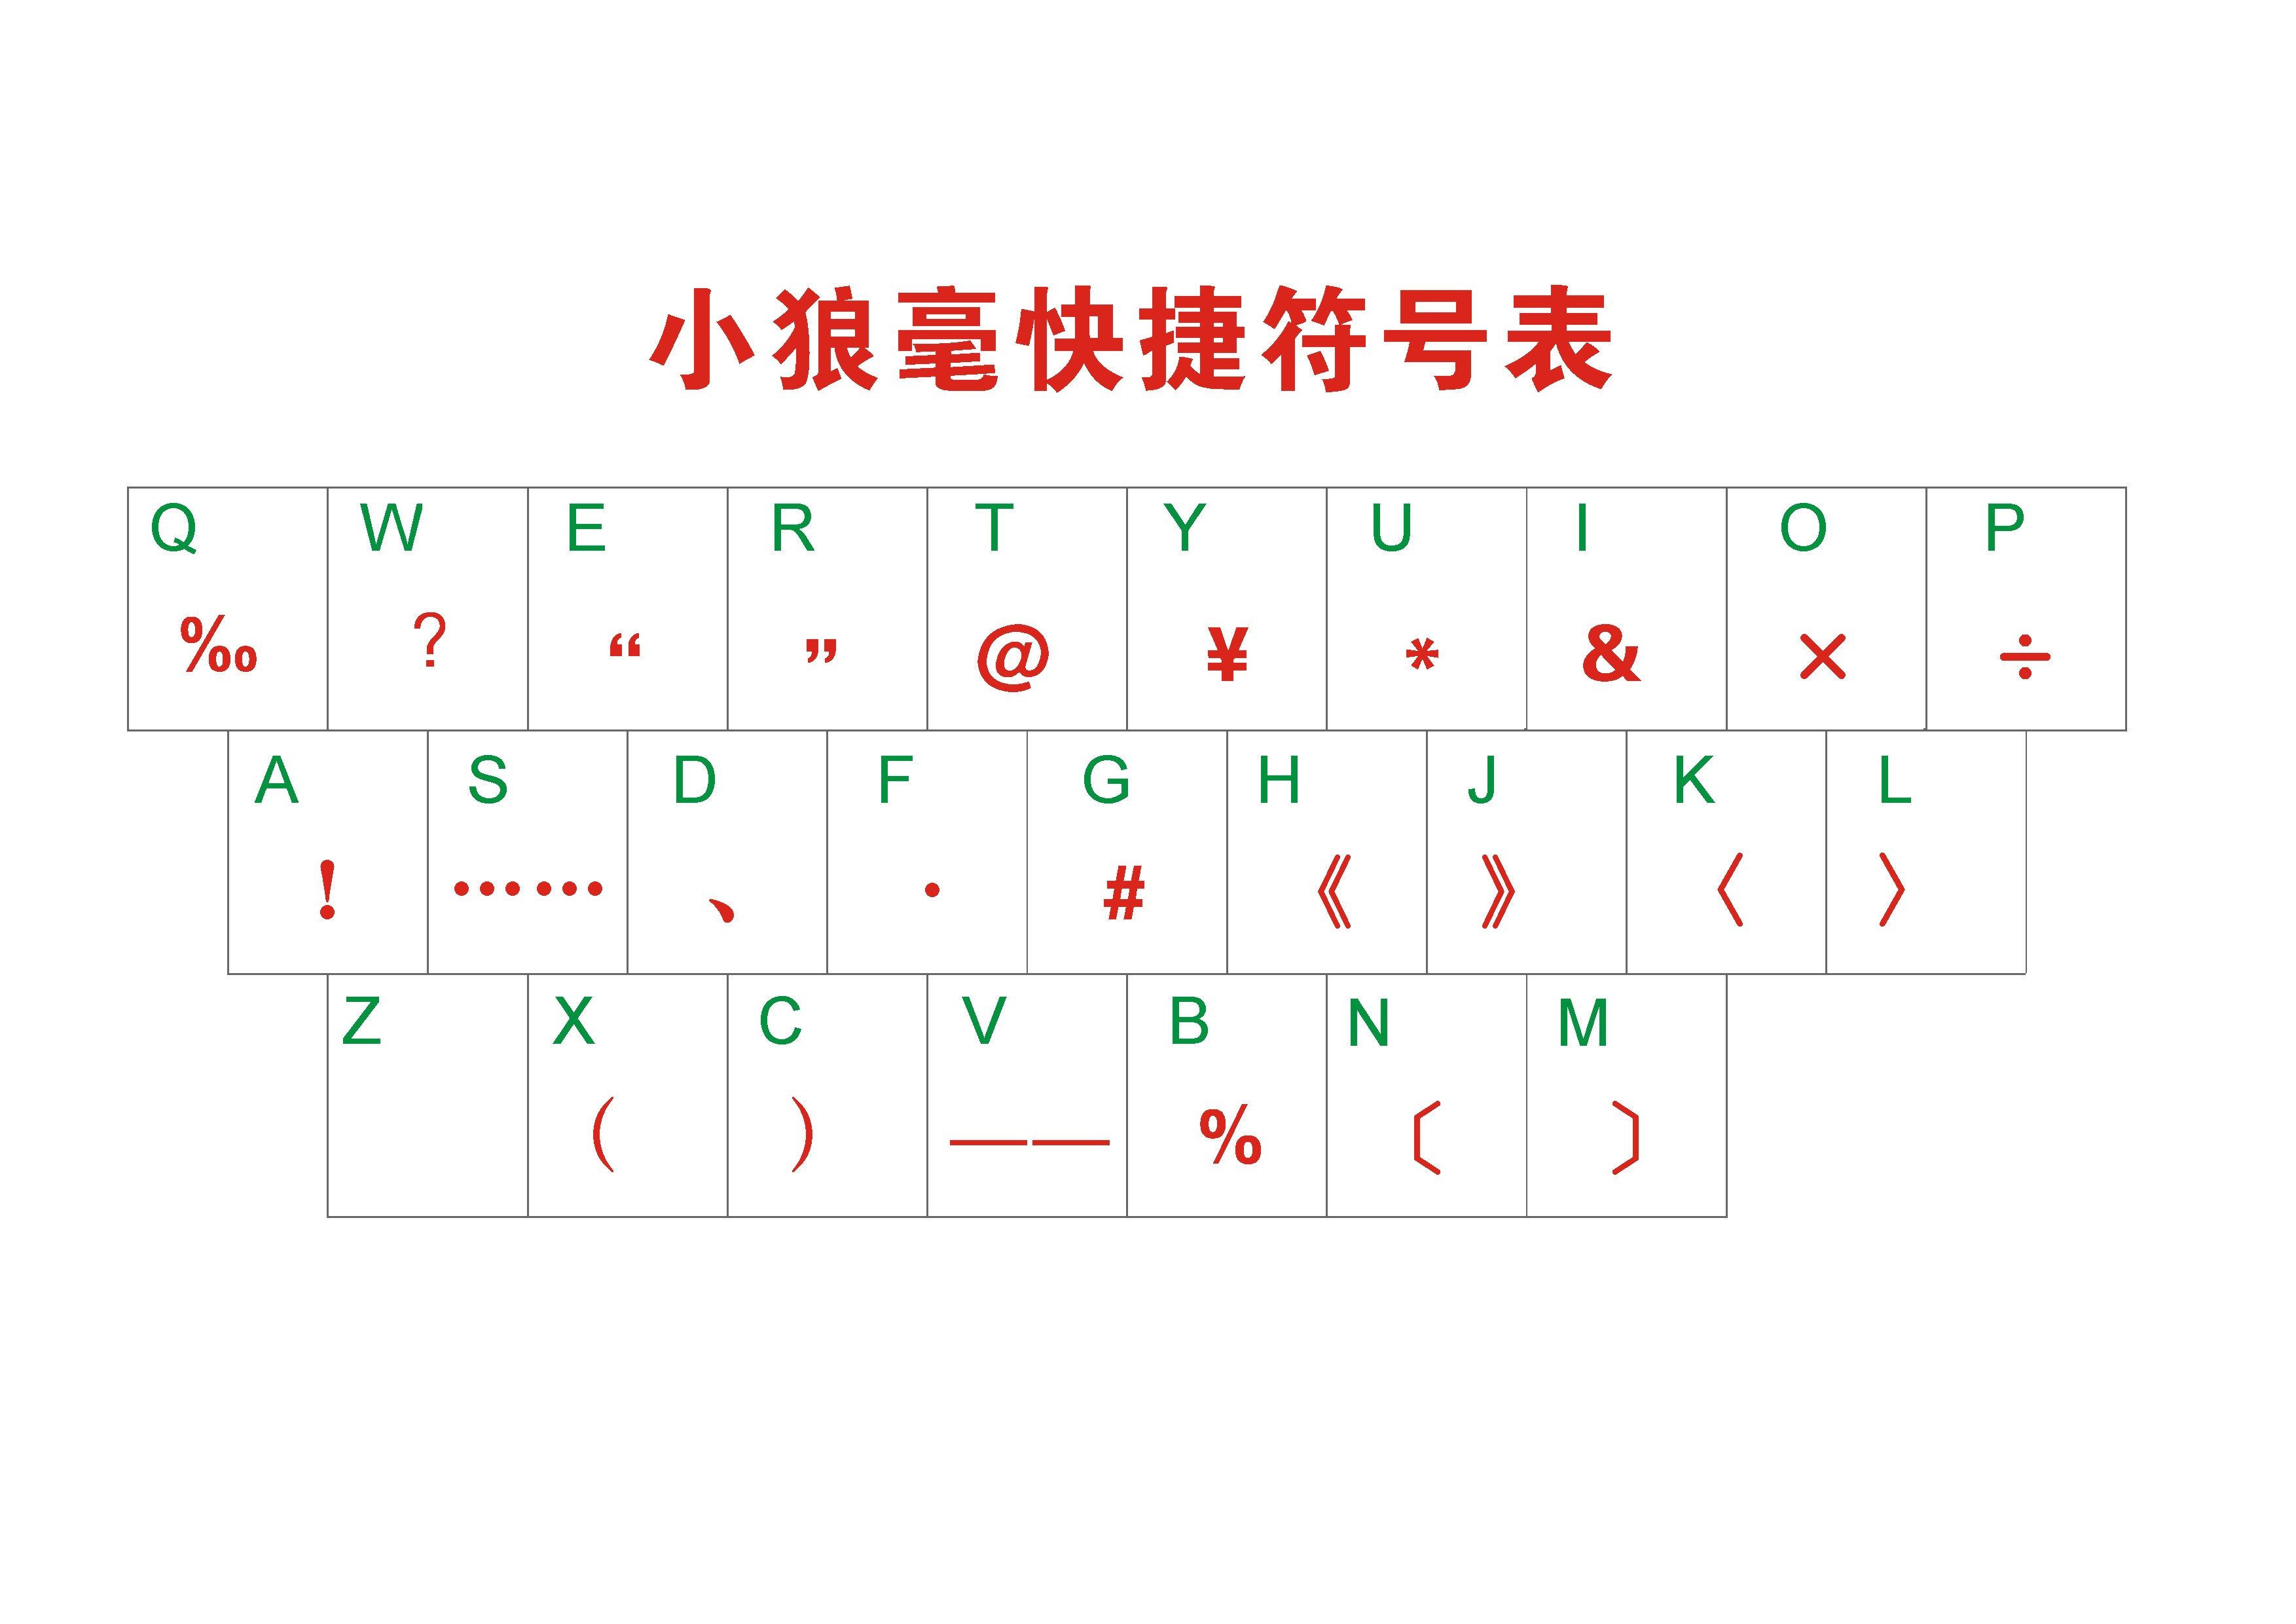 小狼毫快捷符号表
Q W E R T Y U I O P
‰ ? “ ” @ ¥ * & × ÷
A S D F G H J K L
! …… 、 · # 《 》 〈 〉
Z X C V B N M
( ) —— % 〔 〕